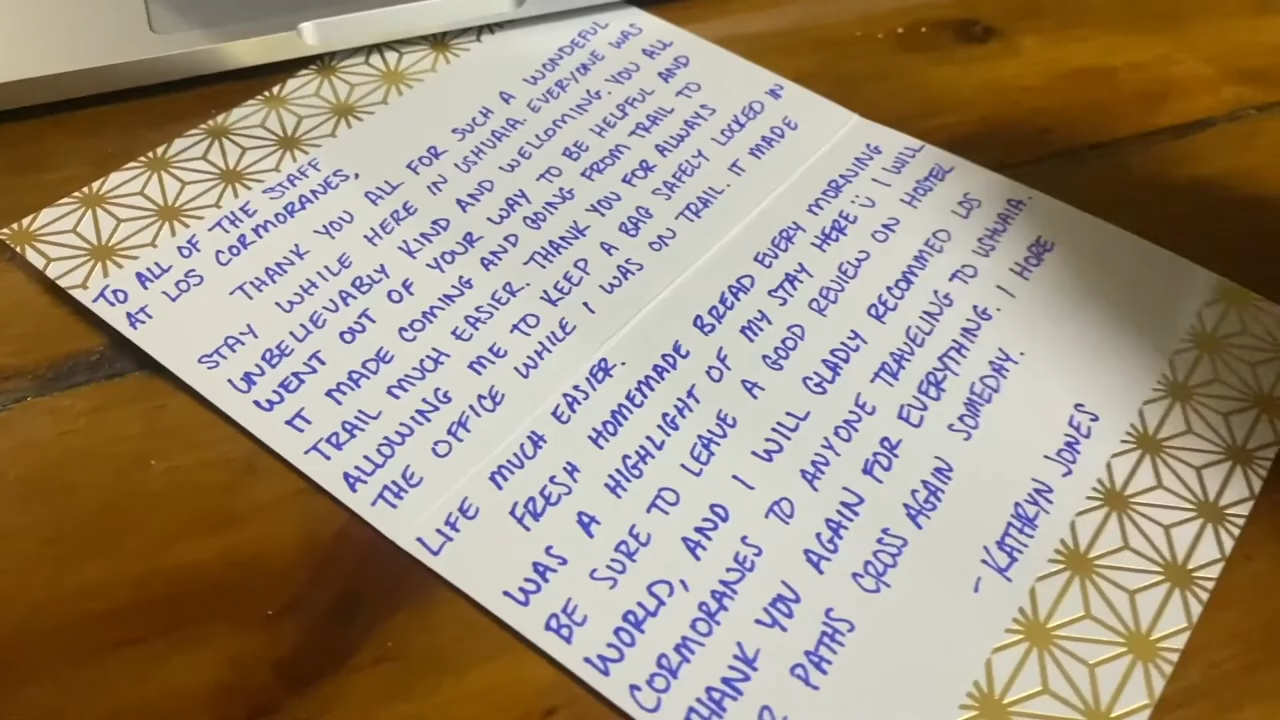 TO ALL OF THE STAFF
AT LOS CORMORANES,
THANK YOU ALL FOR SUCH A WONDEFUL
STAY WHILE HERE IN USHUAIA. EVERYONE WAS
UNBELIEVABLY KIND AND WELCOMING. YOU ALL
WENT OUT OF YOUR WAY TO BE HELPFUL AND
IT MADE COMING AND GOING FROM TRAIL TO
TRAIL MUCH EASIER. THANK YOU FOR ALWAYS
ALLOWING ME TO KEEP A BAG SAFELY LOCKED IN
THE OFFICE WHILE I WAS ON TRAIL. IT MADE
LIFE MUCH EASIER.
FRESH HOMEMADE BREAD EVERY MORNING
WAS A HIGHLIGHT OF MY STAY HERE. I WILL
BE SURE TO LEAVE A GOOD REVIEW ON HOSTEL
WORLD, AND I WILL GLADLY RECOMMED LOS
CORMORANES TO ANYONE TRAVELING TO USHUAIA.
THANK YOU AGAIN FOR EVERYTHING. I HOPE
PATHS CROSS AGAIN SOMEDAY.
- KATHRYN JONES